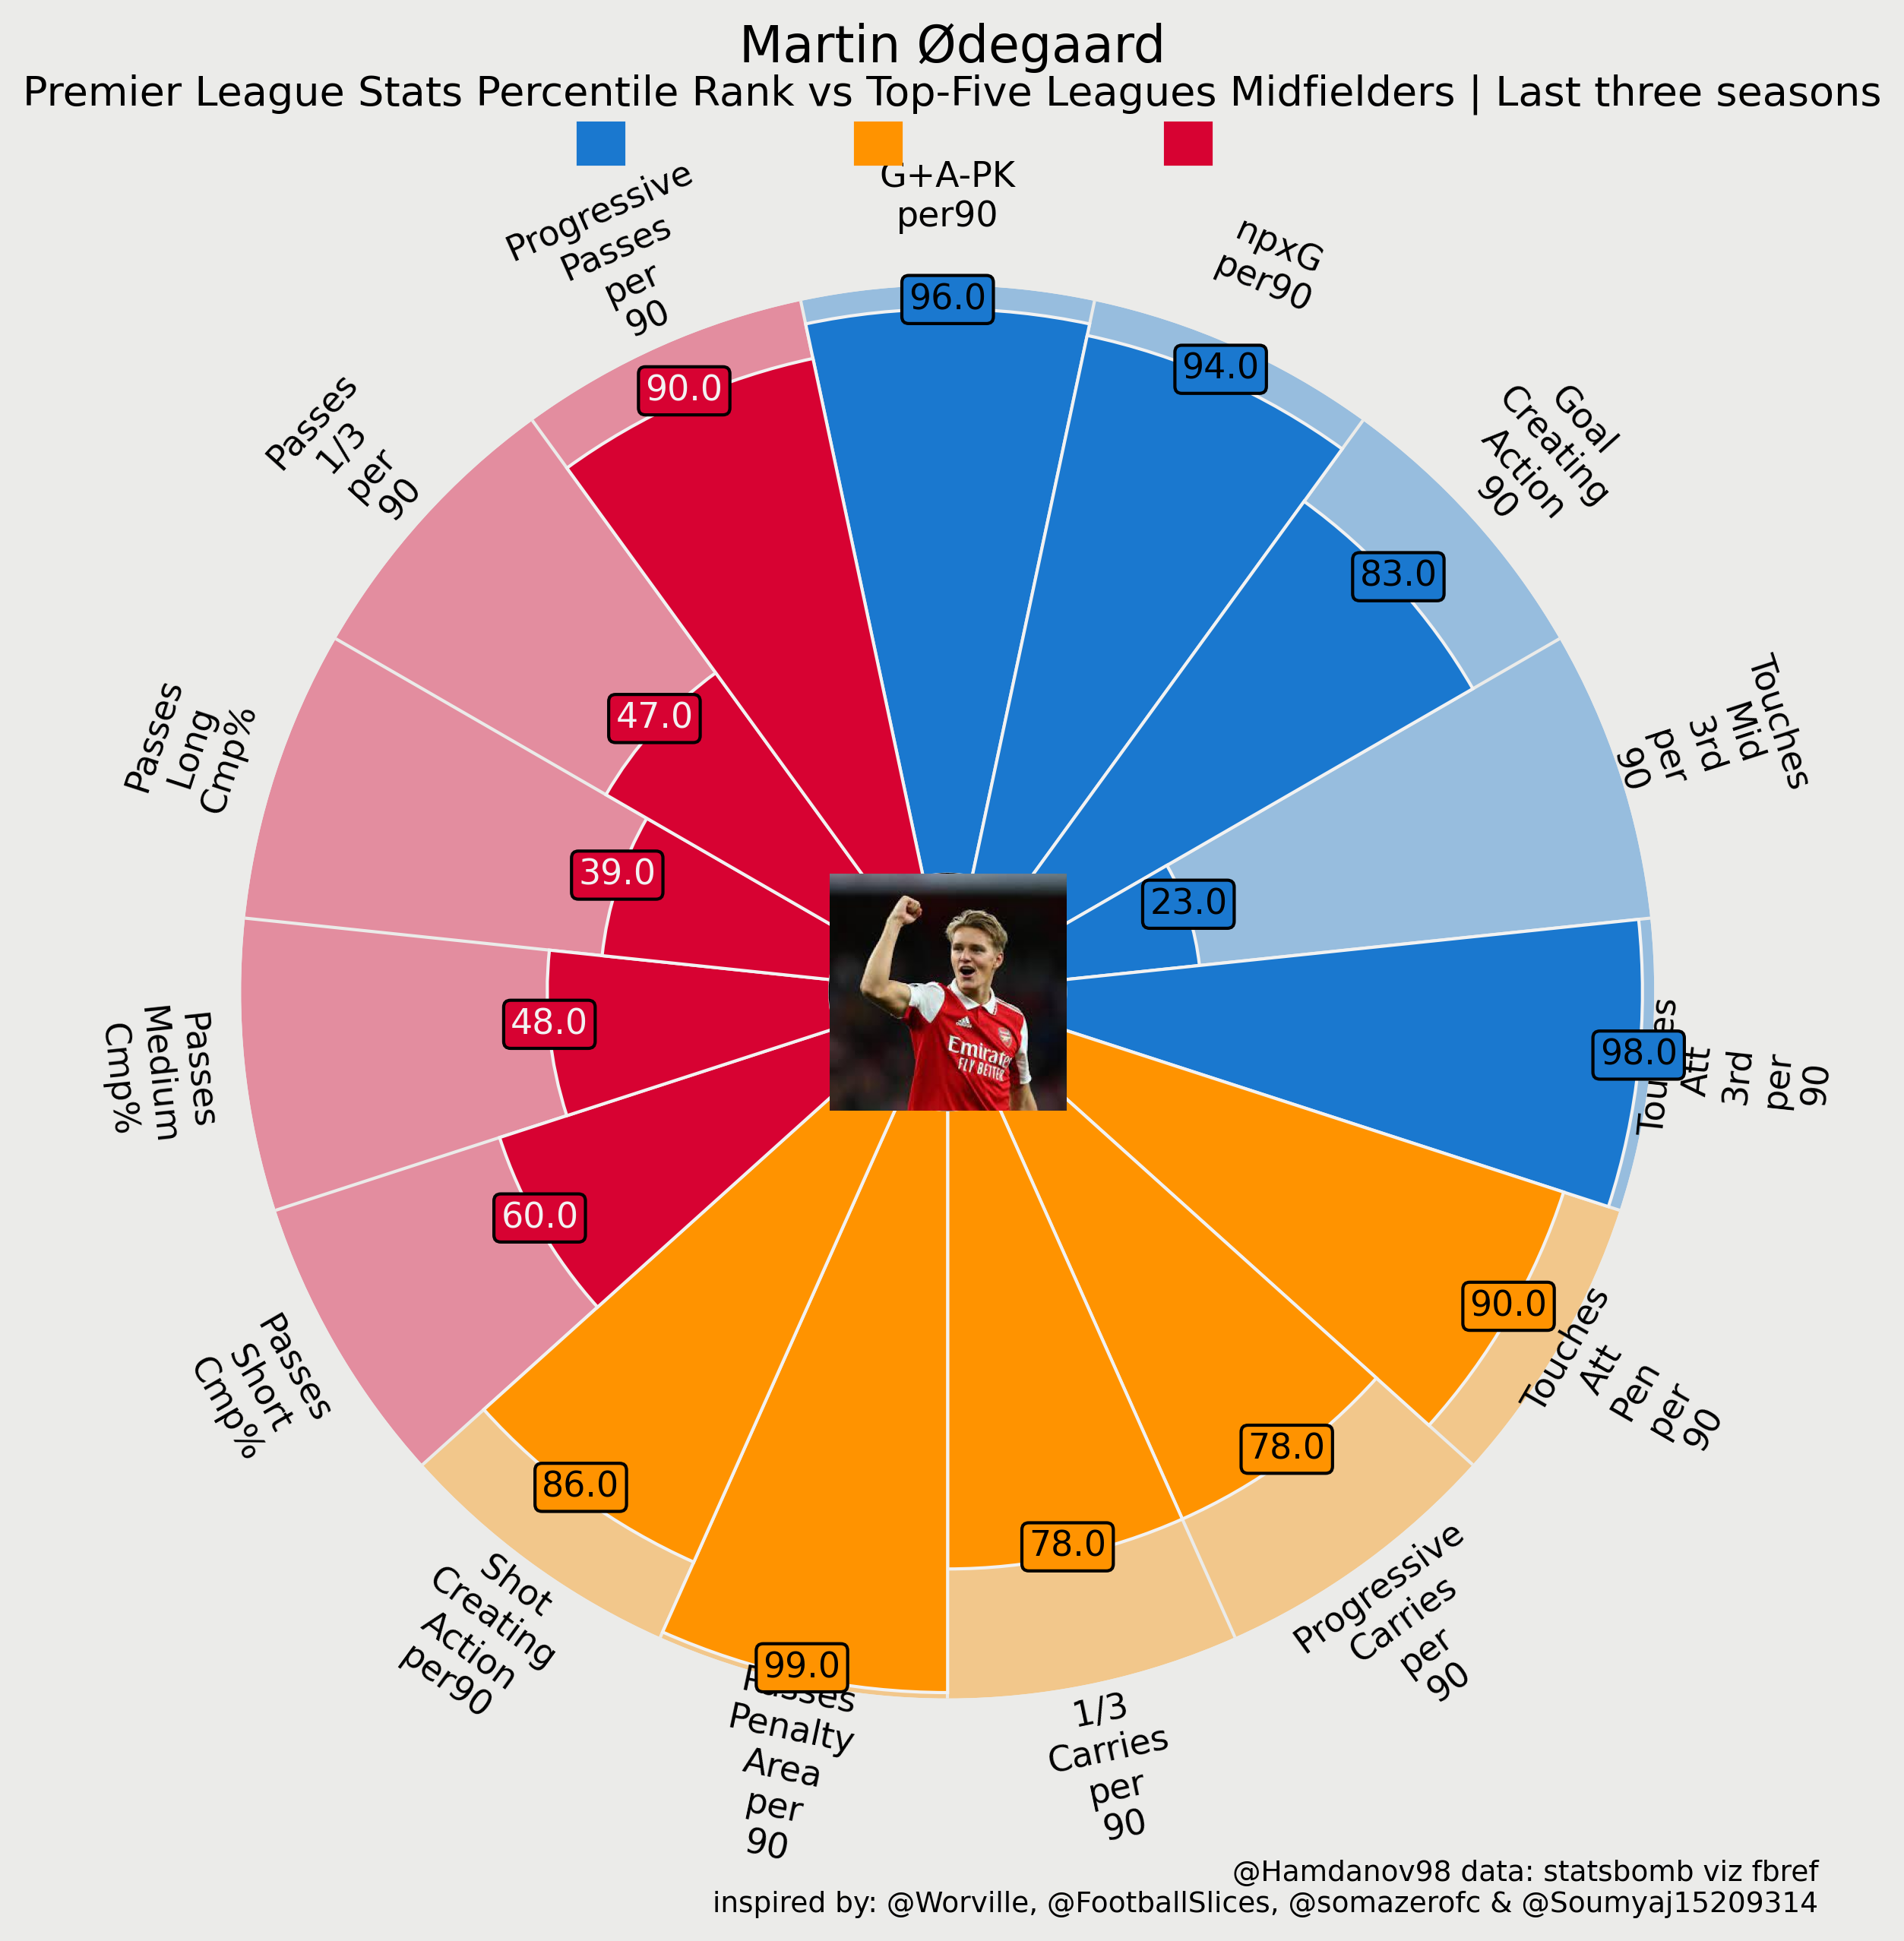 Martin Ødegaard
Premier League Stats Percentile Rank vs Top-Five Leagues Midfielders | Last three seasons
G+A-PK
per90
96.0
npxG
per90
94.0
Goal
Creating
Action
90
83.0
Touches
Mid
3rd
per
90
23.0
Touches
Att
3rd
per
90
98.0
Touches
Att
Pen
per
90
90.0
Progressive
Carries
per
90
78.0
1/3
Carries
per
90
78.0
Passes
Penalty
Area
per
90
99.0
Shot
Creating
Action
per90
86.0
Passes
Short
Cmp%
60.0
Passes
Medium
Cmp%
48.0
Passes
Long
Cmp%
39.0
Passes
1/3
per
90
47.0
Progressive
Passes
per
90
90.0
Emirates
FLY BETTER
@Hamdanov98 data: statsbomb viz fbref
inspired by: @Worville, @FootballSlices, @somazerofc & @Soumyaj15209314